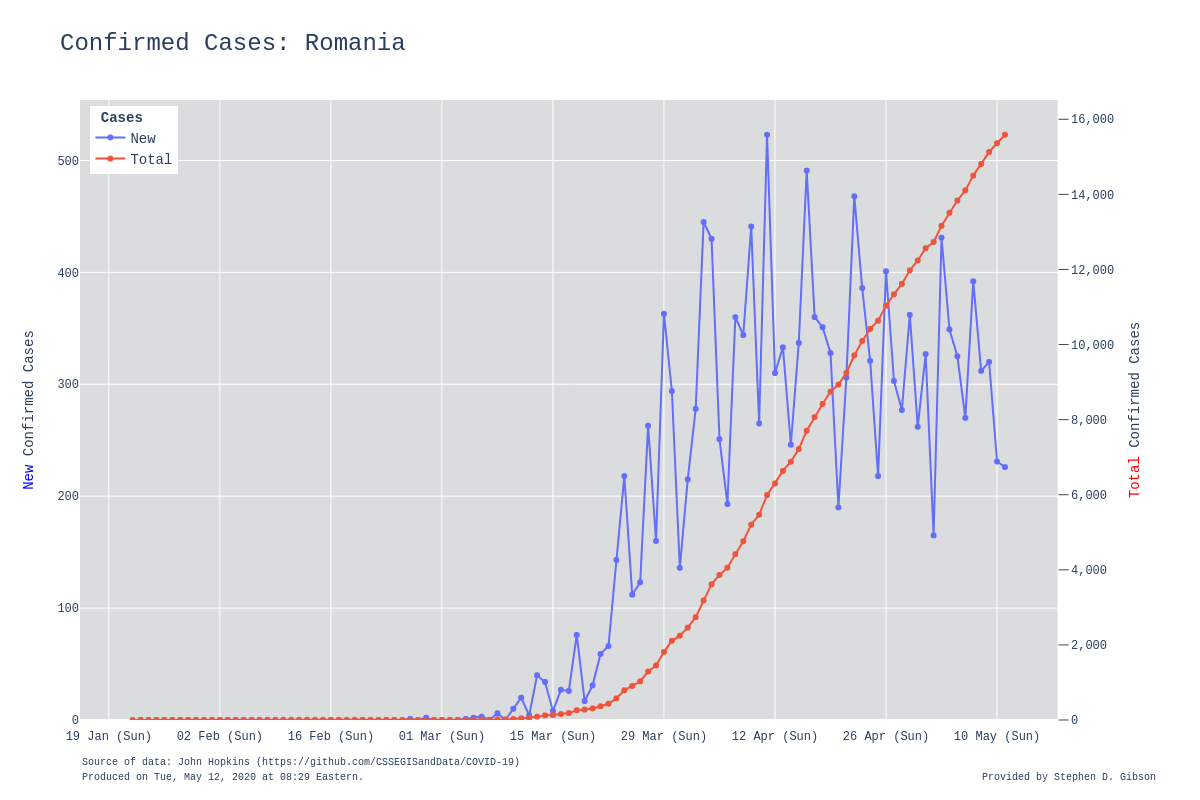 Confirmed Cases: Romania
Cases
New
Total
500
400
300
200
100
0
16,000
14,000
12,000
10,000
8,000
6,000
4,000
2,000
0
New Confirmed Cases
Total Confirmed Cases
19 Jan (Sun) 02 Feb (Sun) 16 Feb (Sun) 01 Mar (Sun) 15 Mar (Sun) 29 Mar (Sun) 12 Apr (Sun) 26 Apr (Sun) 10 May (Sun)
Source of data: John Hopkins (https://github.com/CSSEGISandData/COVID-19)
Produced on Tue, May 12, 2020 at 08:29 Eastern.
Provided by Stephen D. Gibson